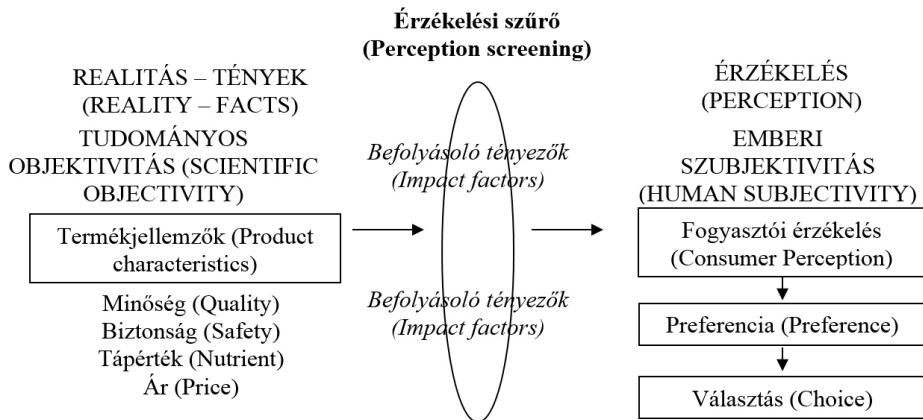 Érzékelési szűrő
(Perception screening)
REALITÁS – TÉNYEK
(REALITY – FACTS)
TUDOMÁNYOS
OBJEKTIVITÁS (SCIENTIFIC
OBJECTIVITY)
Termékjellemzők (Product
characteristics)
Minőség (Quality)
Biztonság (Safety)
Tápérték (Nutrient)
Ár (Price)
Befolyásoló tényezők
(Impact factors)
Befolyásoló tényezők
(Impact factors)
ÉRZÉKELÉS
(PERCEPTION)
EMBERI
SZUBJEKTIVITÁS
(HUMAN SUBJECTIVITY)
Fogyasztói érzékelés
(Consumer Perception)
Preferencia (Preference)
Választás (Choice)